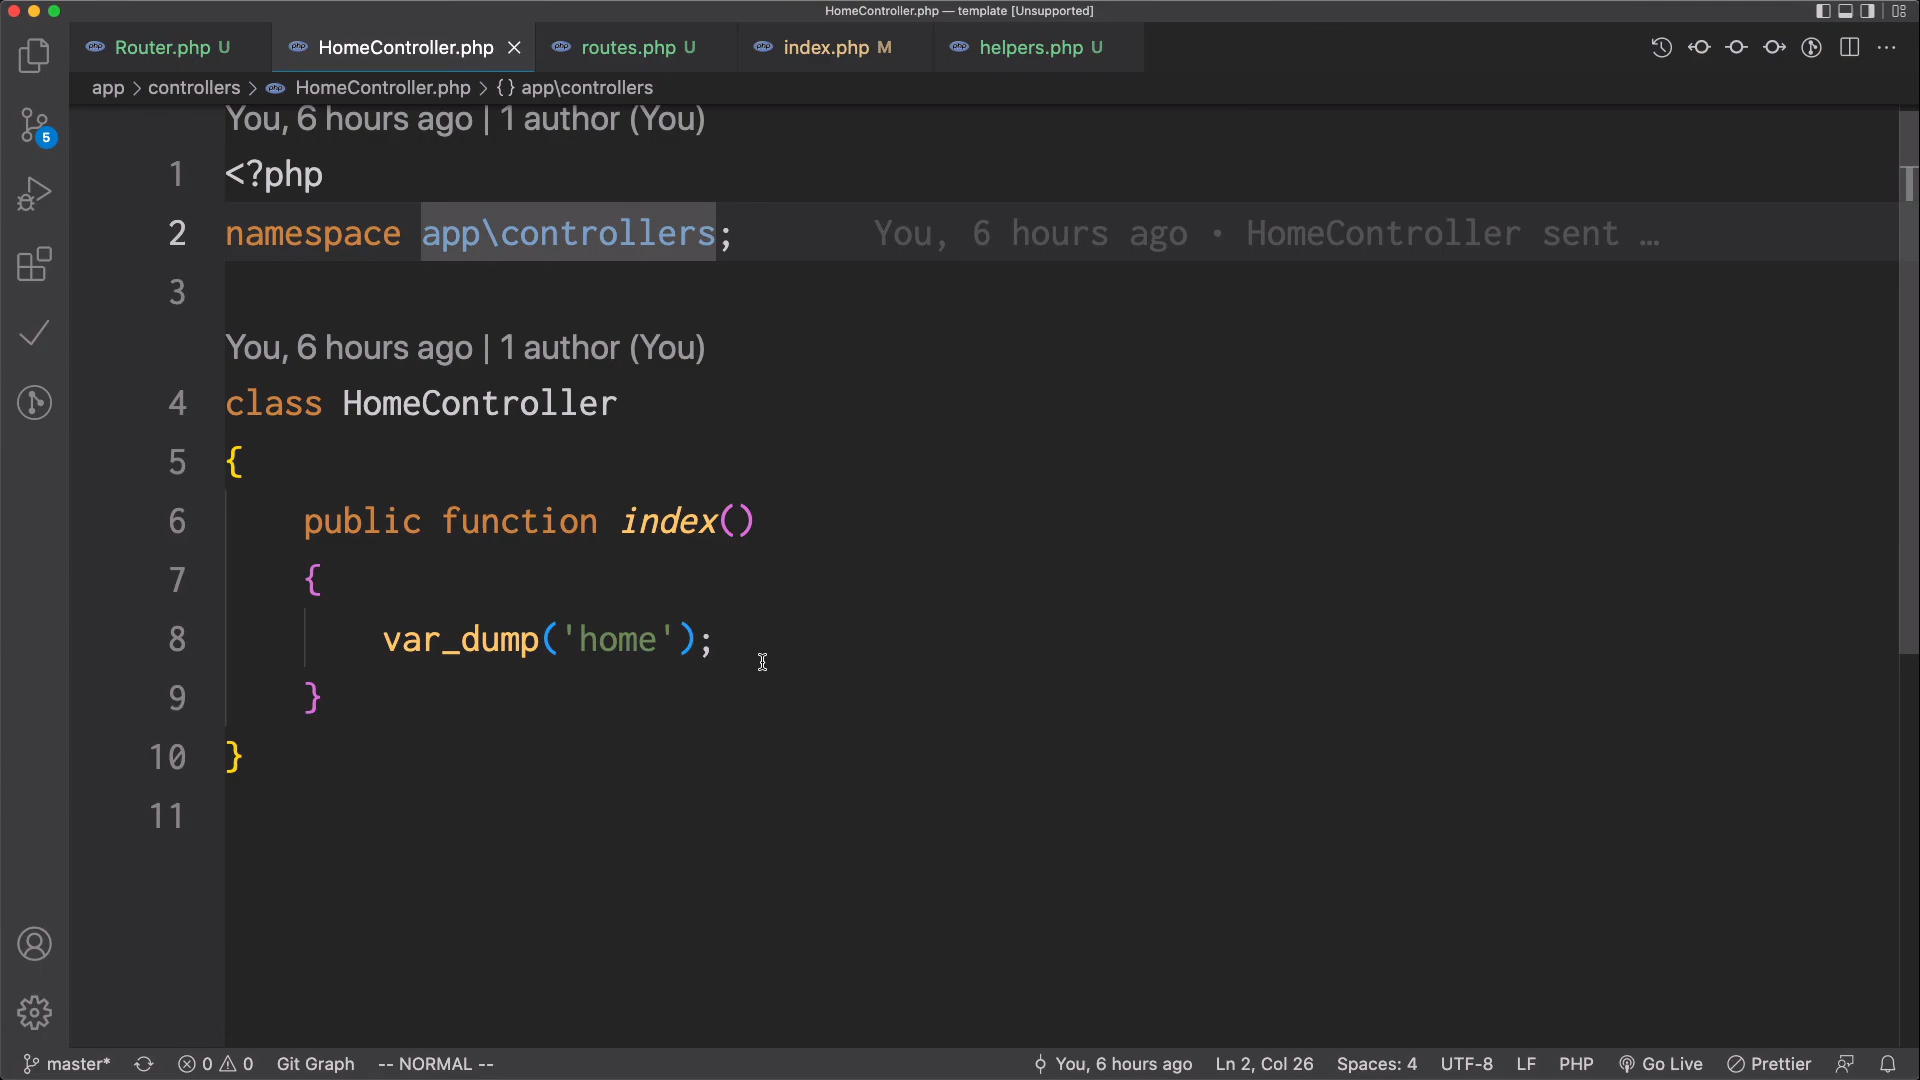 HomeController.php — template [Unsupported]
Router.php U HomeController.php routes.php U index.php M helpers.php U
app > controllers > HomeController.php > {} app\controllers
You, 6 hours ago | 1 author (You)
1 <?php
2 namespace app\controllers; You, 6 hours ago • HomeController sent …
3
You, 6 hours ago | 1 author (You)
4 class HomeController
5 {
6 public function index()
7 {
8 var_dump('home');
9 }
10 }
11
5
master* 0 0 Git Graph -- NORMAL -- You, 6 hours ago Ln 2, Col 26 Spaces: 4 UTF-8 LF PHP Go Live Prettier